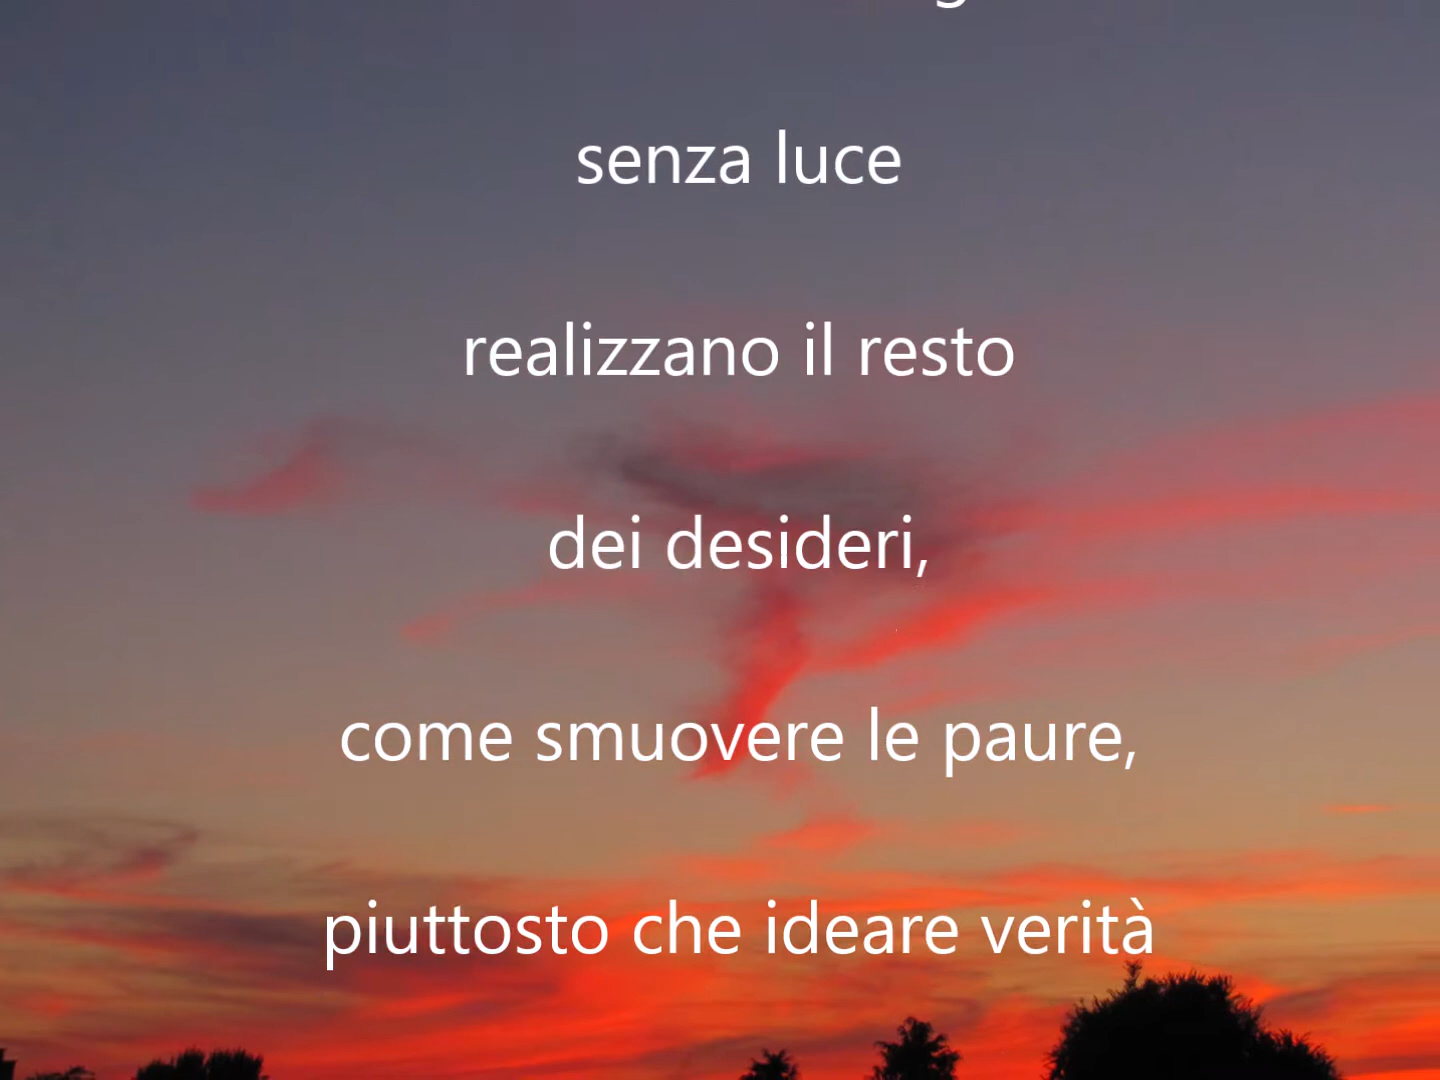 senza luce
realizzano il resto
dei desideri,
come smuovere le paure,
piuttosto che ideare verità